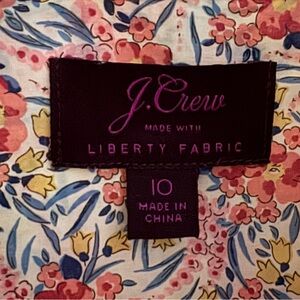 J.Crew
MADE WITH
LIBERTY FABRIC
10
MADE IN
CHINA